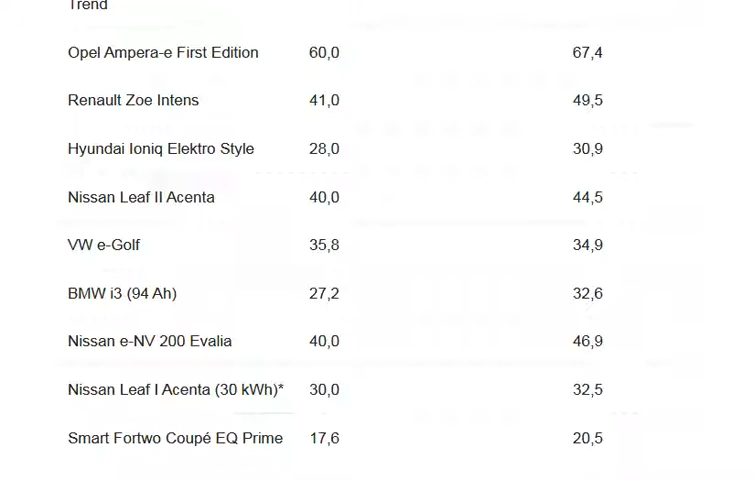 Trend
Opel Ampera-e First Edition 60,0 67,4
Renault Zoe Intens 41,0 49,5
Hyundai Ioniq Elektro Style 28,0 30,9
Nissan Leaf II Acenta 40,0 44,5
VW e-Golf 35,8 34,9
BMW i3 (94 Ah) 27,2 32,6
Nissan e-NV 200 Evalia 40,0 46,9
Nissan Leaf I Acenta (30 kWh)* 30,0 32,5
Smart Fortwo Coupé EQ Prime 17,6 20,5